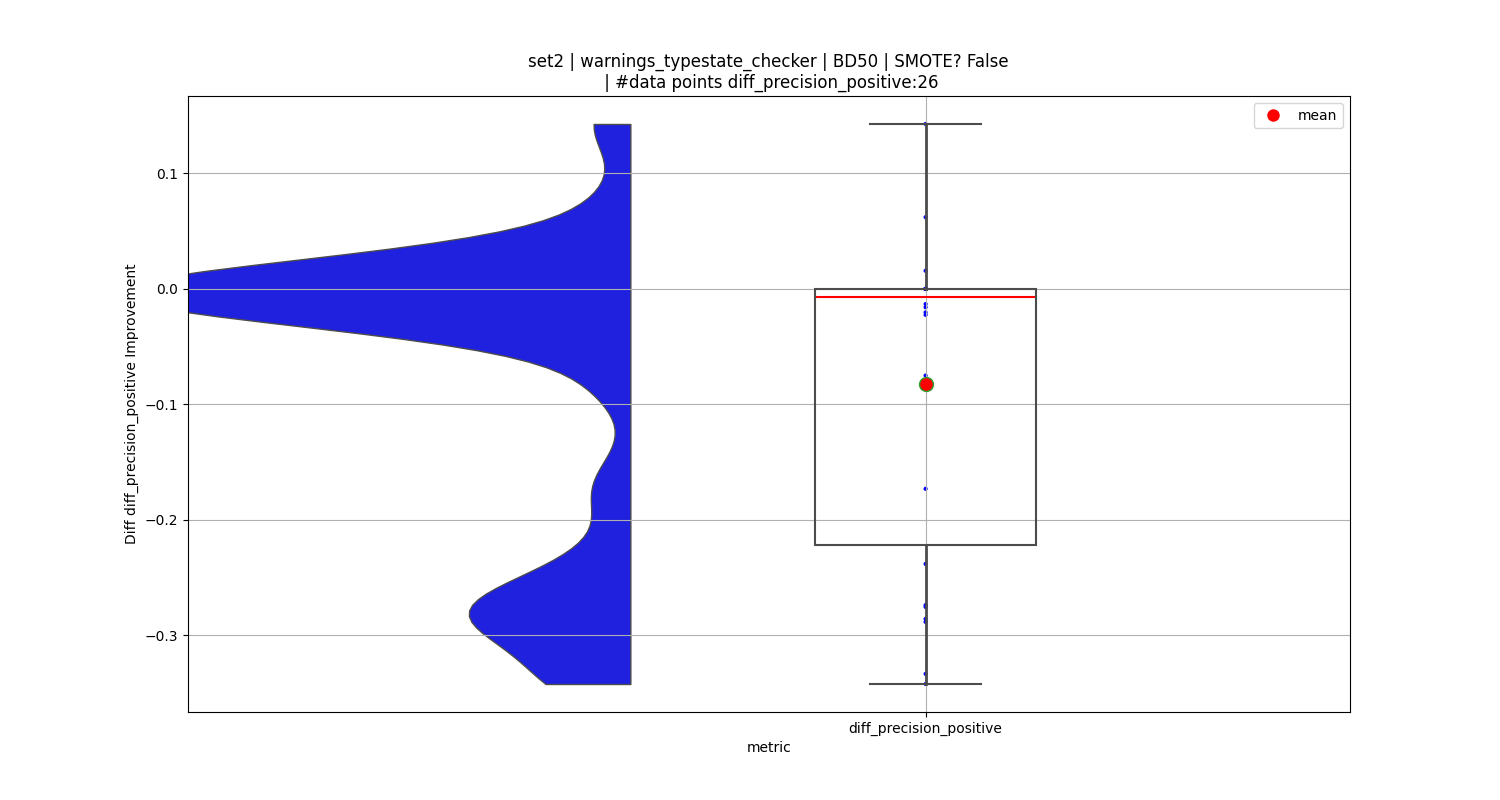 set2 | warnings_typestate_checker | BD50 | SMOTE? False
| #data points diff_precision_positive:26
mean
0.1
0.0
−0.1
−0.2
−0.3
Diff diff_precision_positive Improvement
diff_precision_positive
metric